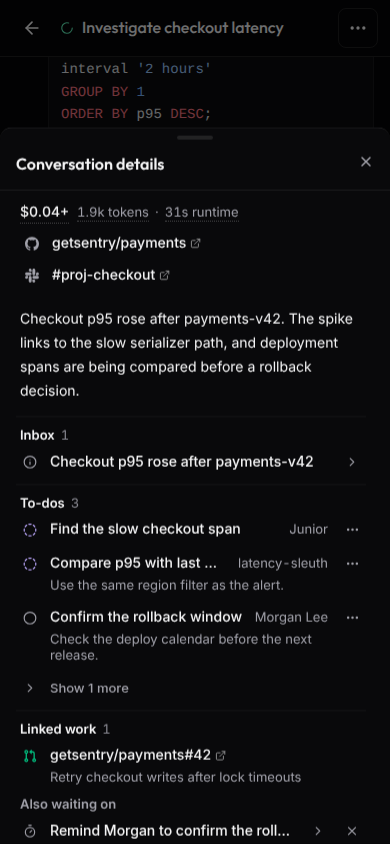 Investigate checkout latency
interval '2 hours'
GROUP BY 1
ORDER BY p95 DESC;
Conversation details
$0.04+ 1.9k tokens · 31s runtime
getsentry/payments
#proj-checkout
Checkout p95 rose after payments-v42. The spike
links to the slow serializer path, and deployment
spans are being compared before a rollback
decision.
Inbox 1
Checkout p95 rose after payments-v42
To-dos 3
Find the slow checkout span Junior
Compare p95 with last ... latency-sleuth
Use the same region filter as the alert.
Confirm the rollback window Morgan Lee
Check the deploy calendar before the next
release.
Show 1 more
Linked work 1
getsentry/payments#42
Retry checkout writes after lock timeouts
Also waiting on
Remind Morgan to confirm the roll...